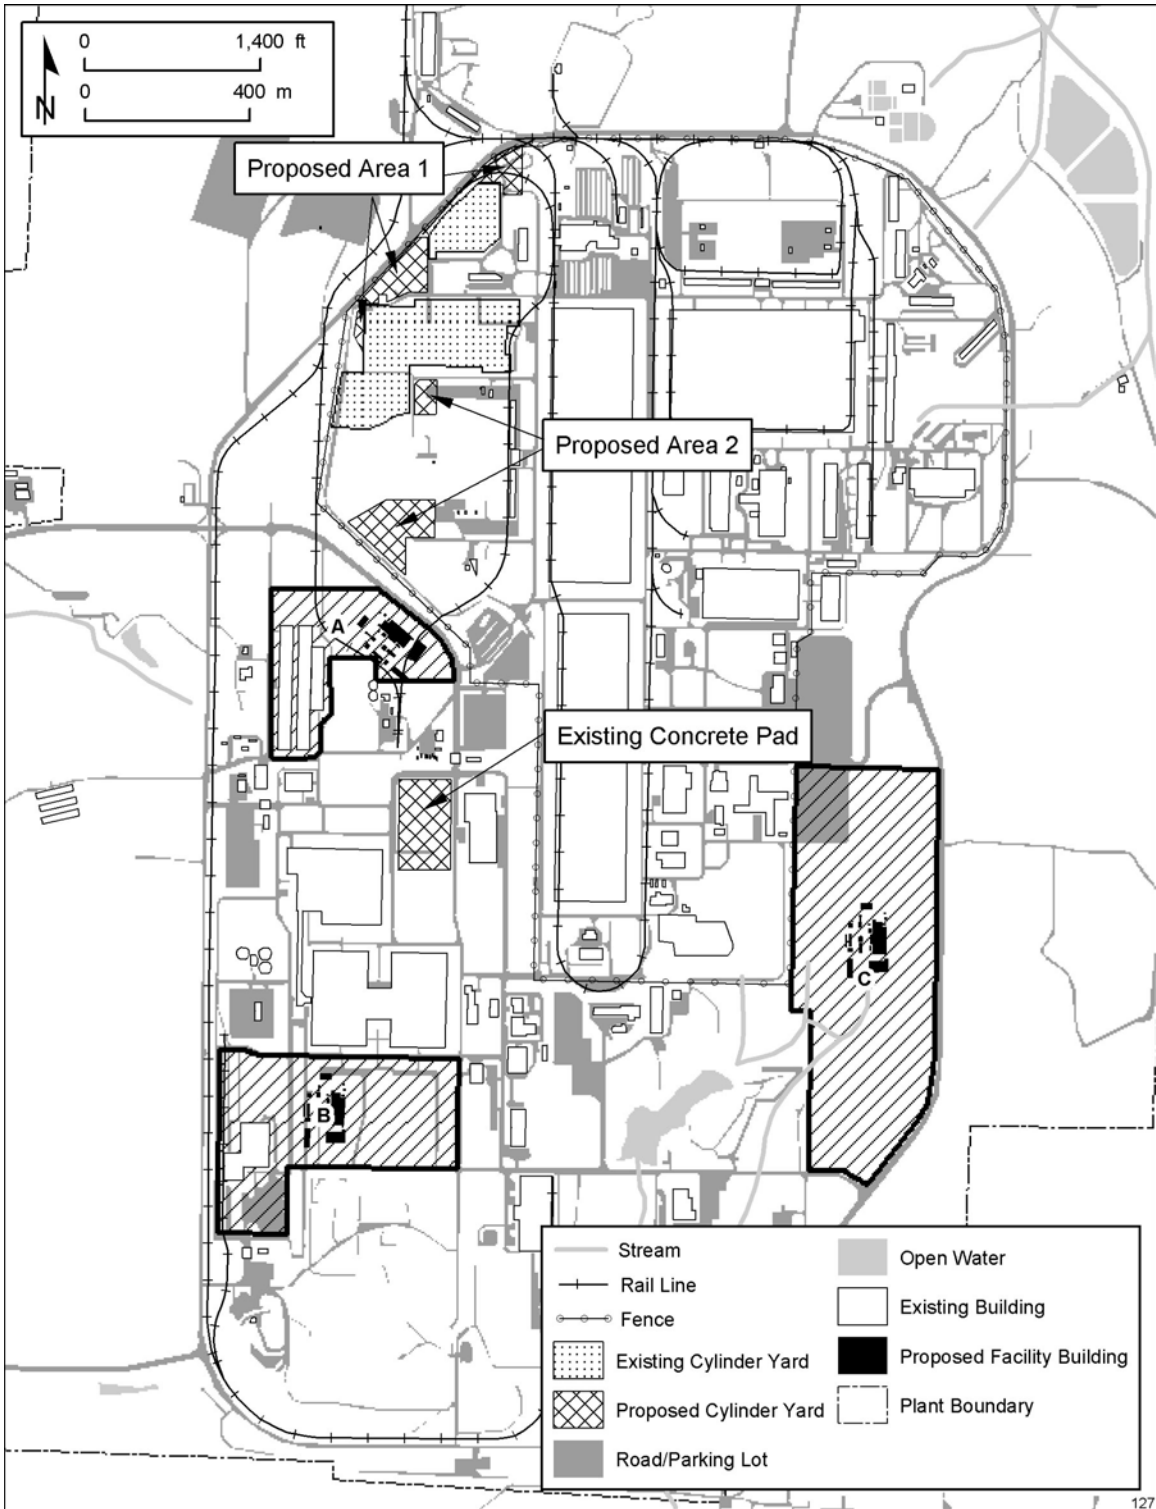 0 1,400 ft
0 400 m
N
Proposed Area 1
Proposed Area 2
A
Existing Concrete Pad
C
B
Stream
Rail Line
Fence
Existing Cylinder Yard
Proposed Cylinder Yard
Road/Parking Lot
Open Water
Existing Building
Proposed Facility Building
Plant Boundary
127